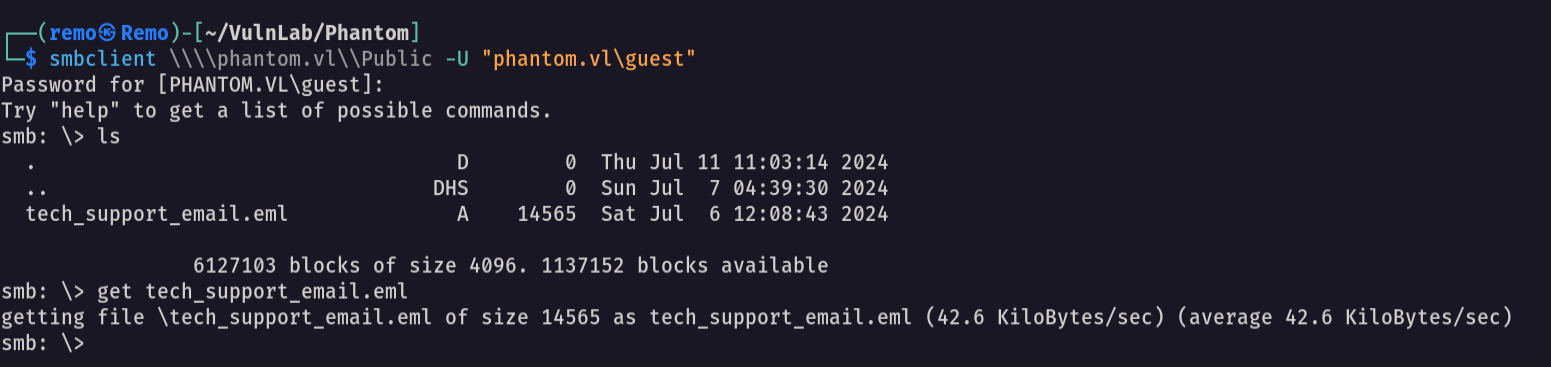 ┌──(remo㉿Remo)-[~/VulnLab/Phantom]
└─$ smbclient \\\\phantom.vl\\Public -U "phantom.vl\guest"
Password for [PHANTOM.VL\guest]:
Try "help" to get a list of possible commands.
smb: \> ls
  .                                   D        0  Thu Jul 11 11:03:14 2024
  ..                                DHS        0  Sun Jul  7 04:39:30 2024
  tech_support_email.eml              A    14565  Sat Jul  6 12:08:43 2024
                6127103 blocks of size 4096. 1137152 blocks available
smb: \> get tech_support_email.eml
getting file \tech_support_email.eml of size 14565 as tech_support_email.eml (42.6 KiloBytes/sec) (average 42.6 KiloBytes/sec)
smb: \>